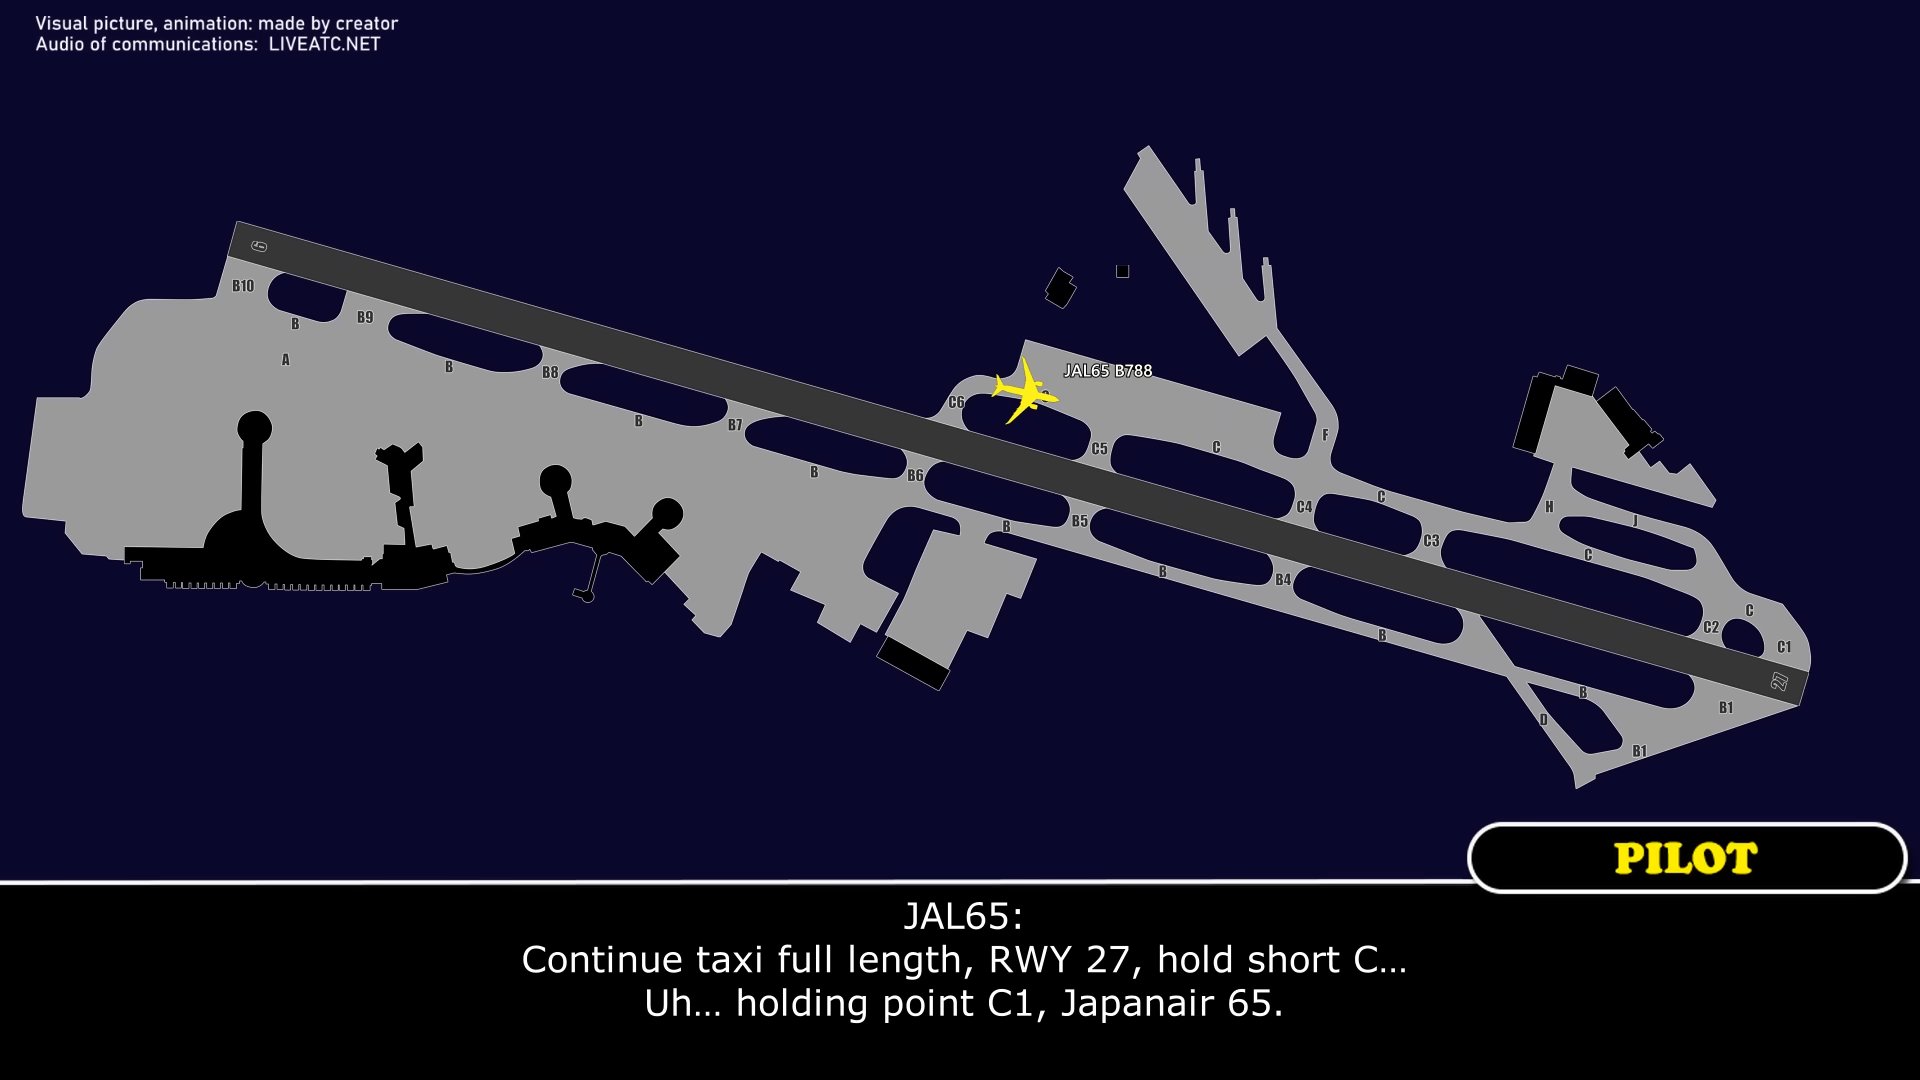 Visual picture, animation: made by creator
Audio of communications: LIVEATC.NET
9
B10
B
B9
A
B
B8
JAL65 B788
C6
B
B7
C5
C
F
B
B6
C4
C
H
J
B
B5
C3
C
B
B4
C
C2
C1
B
27
B
B1
D
B1
PILOT
JAL65:
Continue taxi full length, RWY 27, hold short C...
Uh... holding point C1, Japanair 65.